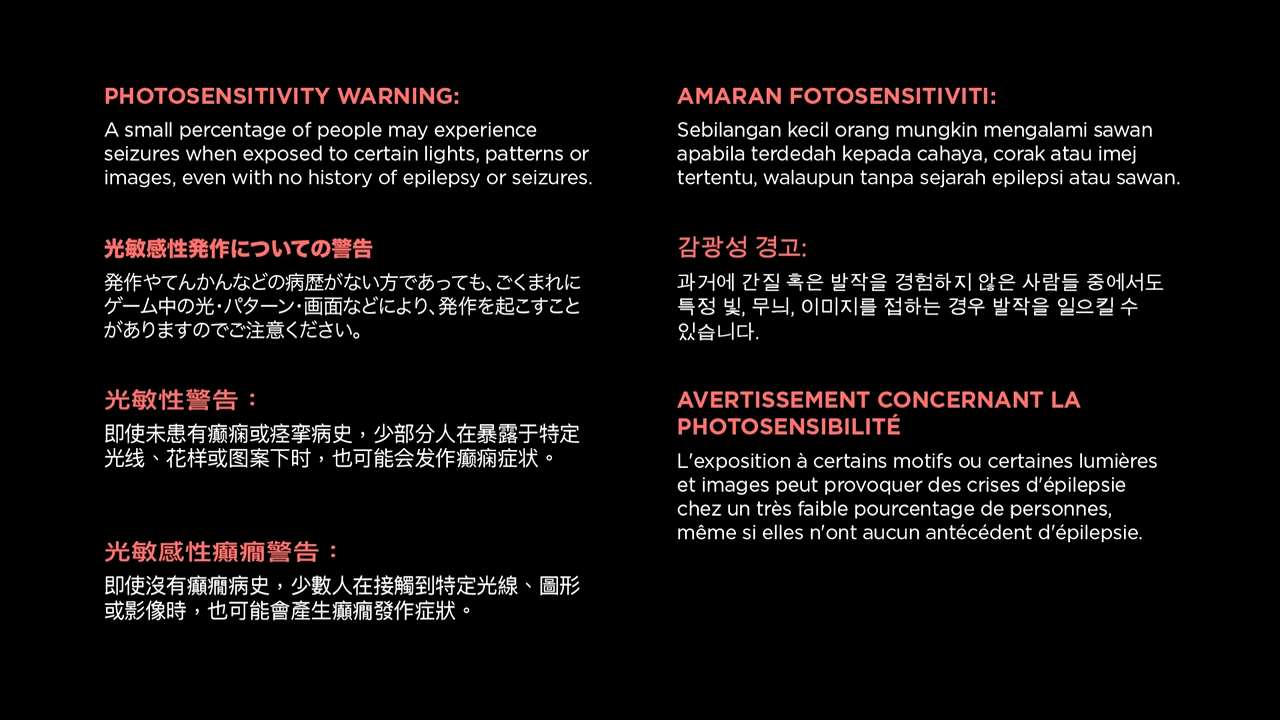 PHOTOSENSITIVITY WARNING:
A small percentage of people may experience
seizures when exposed to certain lights, patterns or
images, even with no history of epilepsy or seizures.
光敏感性発作についての警告
発作やてんかんなどの病歴がない方であっても、ごくまれに
ゲーム中の光・パターン・画面などにより、発作を起こすこと
がありますのでご注意ください。
光敏性警告：
即使未患有癫痫或痉挛病史，少部分人在暴露于特定
光线、花样或图案下时，也可能会发作癫痫症状。
光敏感性癲癇警告：
即使沒有癲癇病史，少數人在接觸到特定光線、圖形
或影像時，也可能會產生癲癇發作症狀。
AMARAN FOTOSENSITIVITI:
Sebilangan kecil orang mungkin mengalami sawan
apabila terdedah kepada cahaya, corak atau imej
tertentu, walaupun tanpa sejarah epilepsi atau sawan.
감광성 경고:
과거에 간질 혹은 발작을 경험하지 않은 사람들 중에서도
특정 빛, 무늬, 이미지를 접하는 경우 발작을 일으킬 수
있습니다.
AVERTISSEMENT CONCERNANT LA
PHOTOSENSIBILITÉ
L'exposition à certains motifs ou certaines lumières
et images peut provoquer des crises d'épilepsie
chez un très faible pourcentage de personnes,
même si elles n'ont aucun antécédent d'épilepsie.